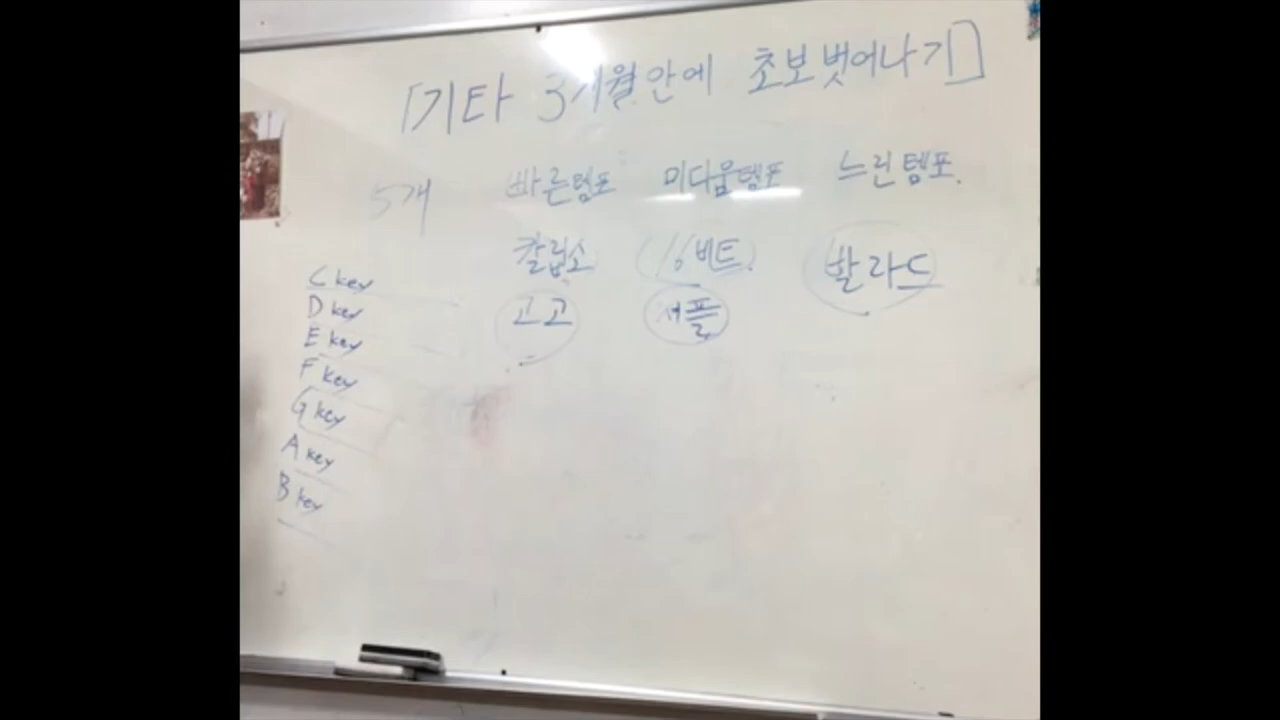 [기타 3개월안에 초보벗어나기]
5개 빠른템포 미디움템포 느린템포.
칼립소 16비트 발라드
고고 셔플
C key
D key
E key
F key
G key
A key
B key